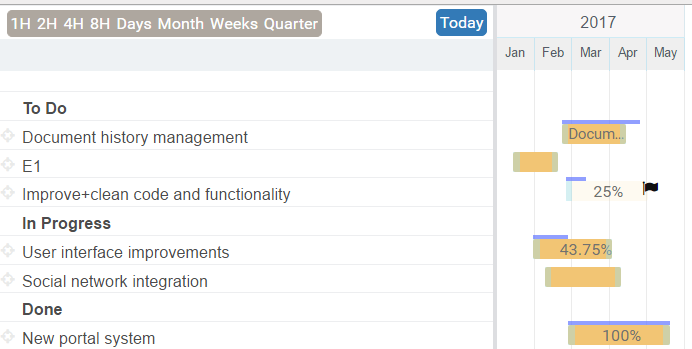 1H 2H 4H 8H Days Month Weeks Quarter Today 2017
Jan Feb Mar Apr May
To Do
Document history management Docum...
E1
Improve+clean code and functionality 25%
In Progress
User interface improvements 43.75%
Social network integration
Done
New portal system 100%